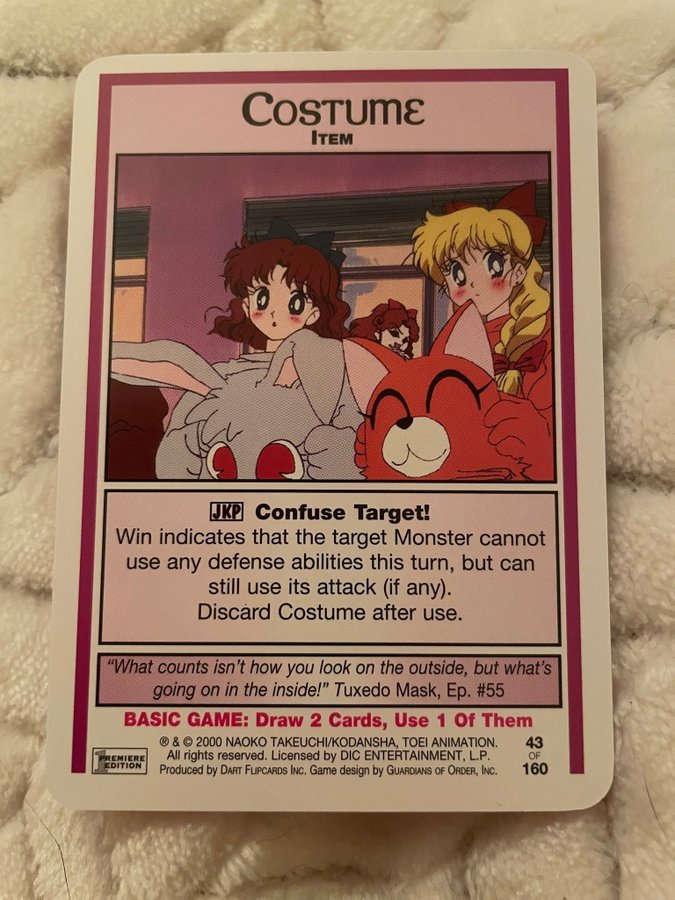 Costume
Item
JKP Confuse Target!
Win indicates that the target Monster cannot
use any defense abilities this turn, but can
still use its attack (if any).
Discard Costume after use.
“What counts isn’t how you look on the outside, but what’s
going on in the inside!” Tuxedo Mask, Ep. #55
BASIC GAME: Draw 2 Cards, Use 1 Of Them
® & © 2000 NAOKO TAKEUCHI/KODANSHA, TOEI ANIMATION.
All rights reserved. Licensed by DIC ENTERTAINMENT, L.P.
Produced by Dart Flipcards Inc. Game design by Guardians of Order, Inc.
1 PREMIERE
EDITION
43
OF
160